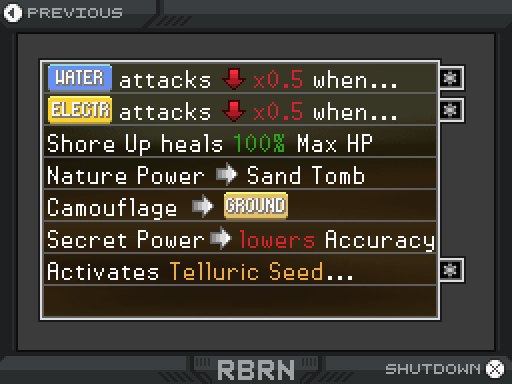 PREVIOUS
WATER attacks x0.5 when...
ELECTR attacks x0.5 when...
Shore Up heals 100% Max HP
Nature Power Sand Tomb
Camouflage GROUND
Secret Power lowers Accuracy
Activates Telluric Seed...
RBRN
SHUTDOWN